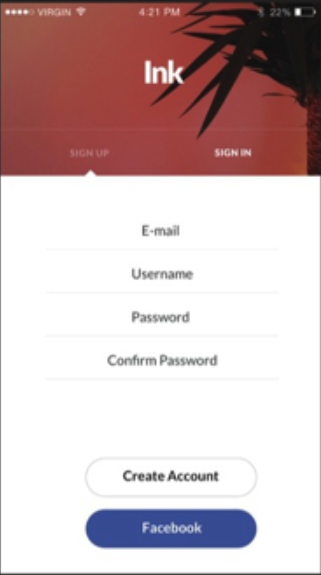 VIRGIN 4:21 PM 22%
Ink
SIGN UP SIGN IN
E-mail
Username
Password
Confirm Password
Create Account
Facebook